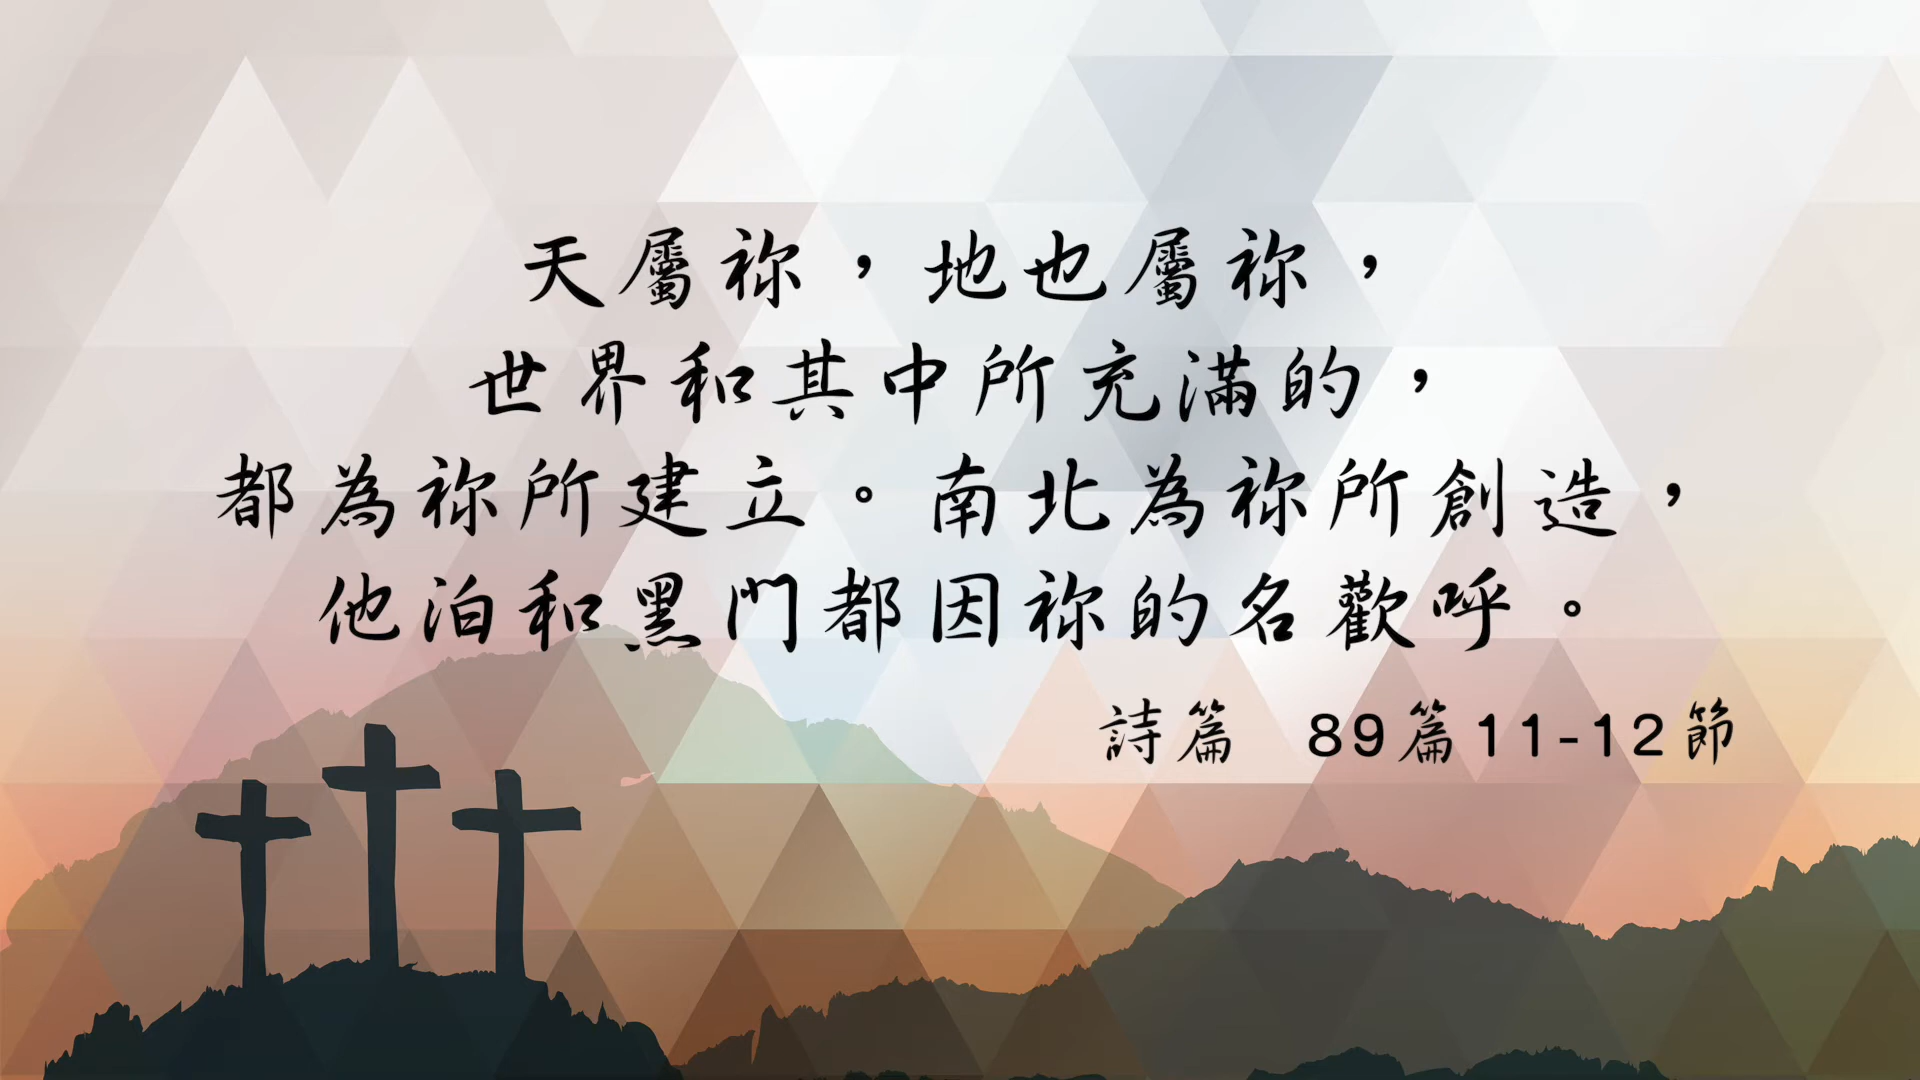 天屬祢，地也屬祢，
世界和其中所充滿的，
都為祢所建立。南北為祢所創造，
他泊和黑門都因祢的名歡呼。
詩篇　89篇11-12節